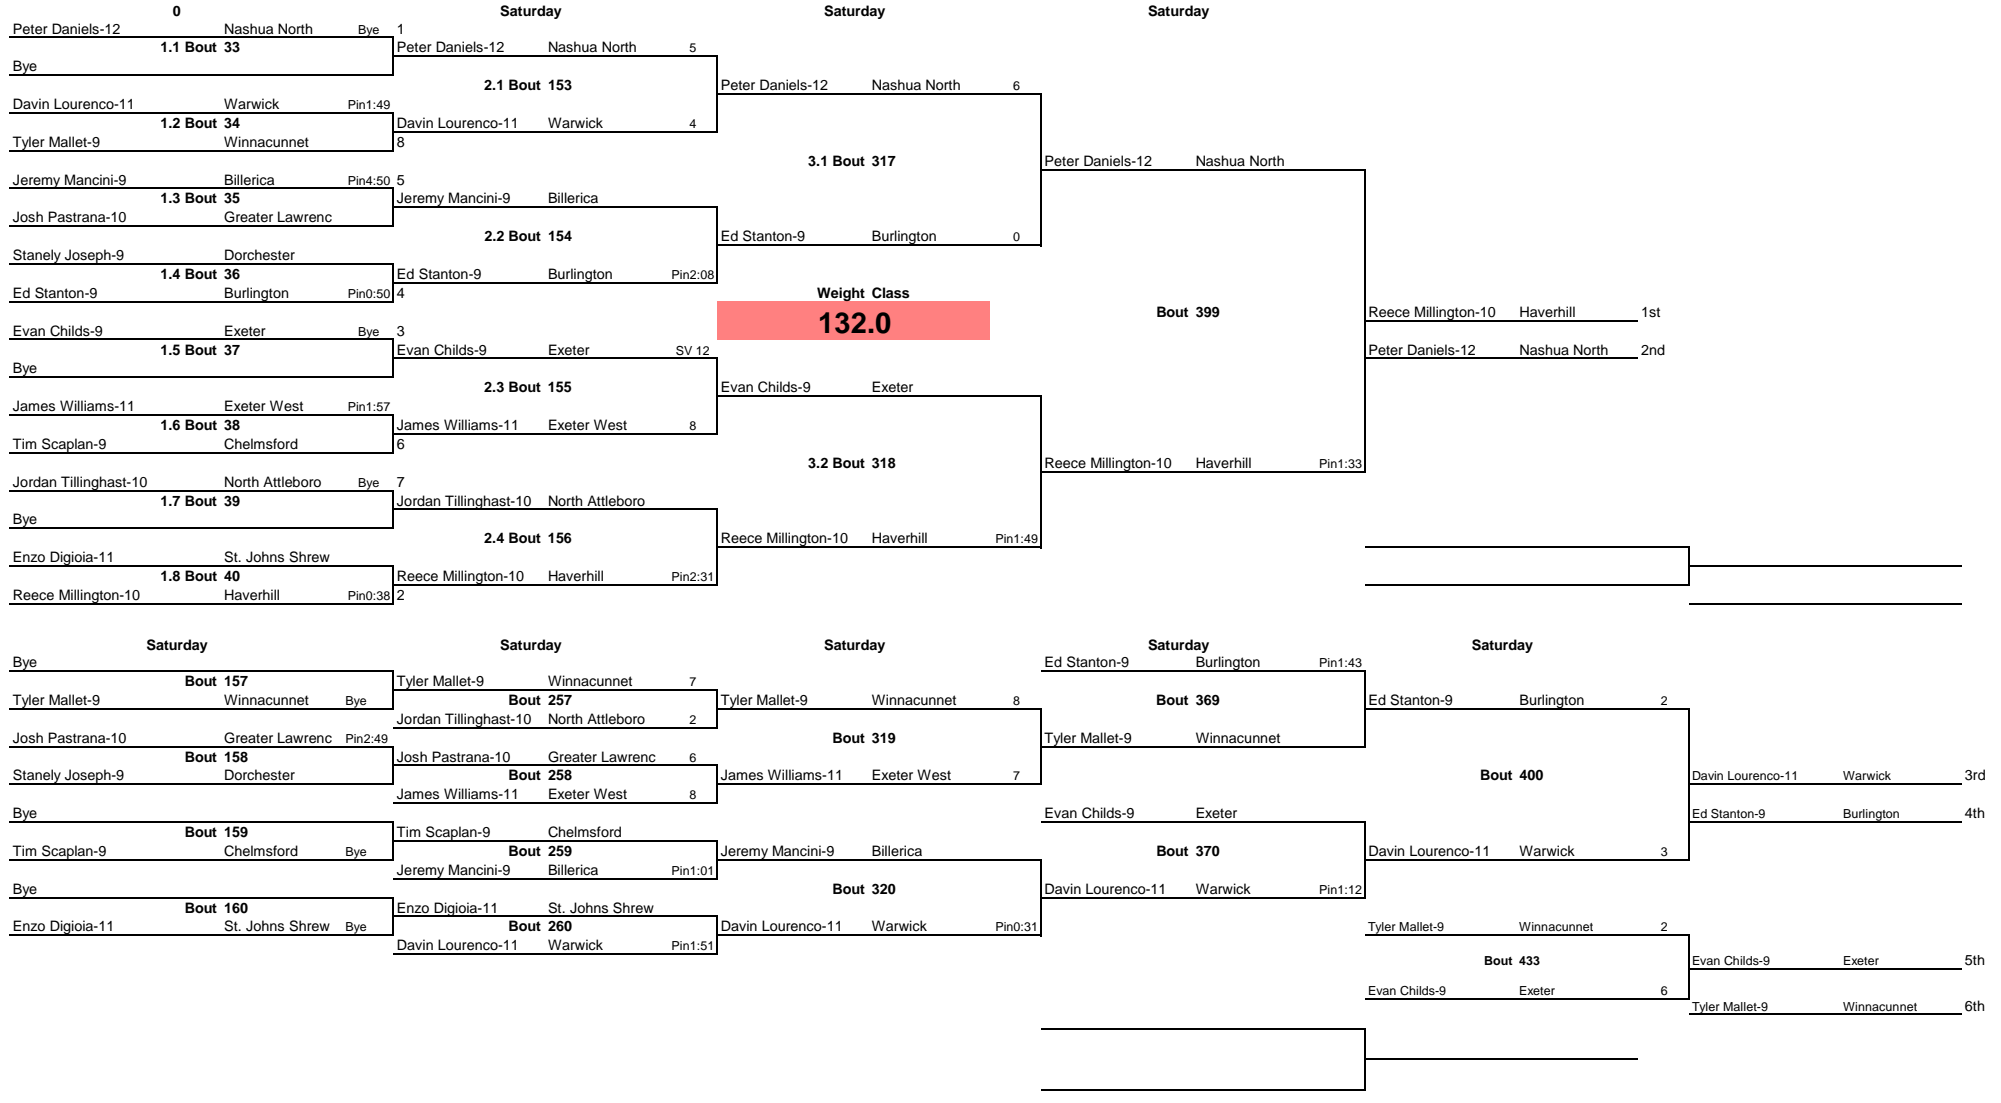 0 Saturday Saturday Saturday
Peter Daniels-12 Nashua North Bye 1
1.1 Bout 33 Peter Daniels-12 Nashua North 5
Bye
2.1 Bout 153 Peter Daniels-12 Nashua North 6
Davin Lourenco-11 Warwick Pin1:49
1.2 Bout 34 Davin Lourenco-11 Warwick 4
Tyler Mallet-9 Winnacunnet 8
3.1 Bout 317 Peter Daniels-12 Nashua North
Jeremy Mancini-9 Billerica Pin4:50 5
1.3 Bout 35 Jeremy Mancini-9 Billerica
Josh Pastrana-10 Greater Lawrenc
2.2 Bout 154 Ed Stanton-9 Burlington 0
Stanely Joseph-9 Dorchester
1.4 Bout 36 Ed Stanton-9 Burlington Pin2:08
Ed Stanton-9 Burlington Pin0:50 4 Weight Class
132.0 Bout 399 Reece Millington-10 Haverhill 1st
Evan Childs-9 Exeter Bye 3
1.5 Bout 37 Evan Childs-9 Exeter SV 12 Peter Daniels-12 Nashua North 2nd
Bye
2.3 Bout 155 Evan Childs-9 Exeter
James Williams-11 Exeter West Pin1:57
1.6 Bout 38 James Williams-11 Exeter West 8
Tim Scaplan-9 Chelmsford 6
3.2 Bout 318 Reece Millington-10 Haverhill Pin1:33
Jordan Tillinghast-10 North Attleboro Bye 7
1.7 Bout 39 Jordan Tillinghast-10 North Attleboro
Bye
2.4 Bout 156 Reece Millington-10 Haverhill Pin1:49
Enzo Digioia-11 St. Johns Shrew
1.8 Bout 40 Reece Millington-10 Haverhill Pin2:31
Reece Millington-10 Haverhill Pin0:38 2
Saturday Saturday Saturday Saturday Saturday
Bye Ed Stanton-9 Burlington Pin1:43
Bout 157 Tyler Mallet-9 Winnacunnet 7
Tyler Mallet-9 Winnacunnet Bye Bout 257 Tyler Mallet-9 Winnacunnet 8 Bout 369 Ed Stanton-9 Burlington 2
Jordan Tillinghast-10 North Attleboro 2
Josh Pastrana-10 Greater Lawrenc Pin2:49 Bout 319 Tyler Mallet-9 Winnacunnet
Bout 158 Josh Pastrana-10 Greater Lawrenc 6
Stanely Joseph-9 Dorchester Bout 258 James Williams-11 Exeter West 7 Bout 400 Davin Lourenco-11 Warwick 3rd
James Williams-11 Exeter West 8
Bye Evan Childs-9 Exeter Ed Stanton-9 Burlington 4th
Bout 159 Tim Scaplan-9 Chelmsford
Tim Scaplan-9 Chelmsford Bye Bout 259 Jeremy Mancini-9 Billerica Bout 370 Davin Lourenco-11 Warwick 3
Jeremy Mancini-9 Billerica Pin1:01
Bye Bout 320 Davin Lourenco-11 Warwick Pin1:12
Bout 160 Enzo Digioia-11 St. Johns Shrew
Enzo Digioia-11 St. Johns Shrew Bye Bout 260 Davin Lourenco-11 Warwick Pin0:31 Tyler Mallet-9 Winnacunnet 2
Davin Lourenco-11 Warwick Pin1:51
Bout 433 Evan Childs-9 Exeter 5th
Evan Childs-9 Exeter 6
Tyler Mallet-9 Winnacunnet 6th